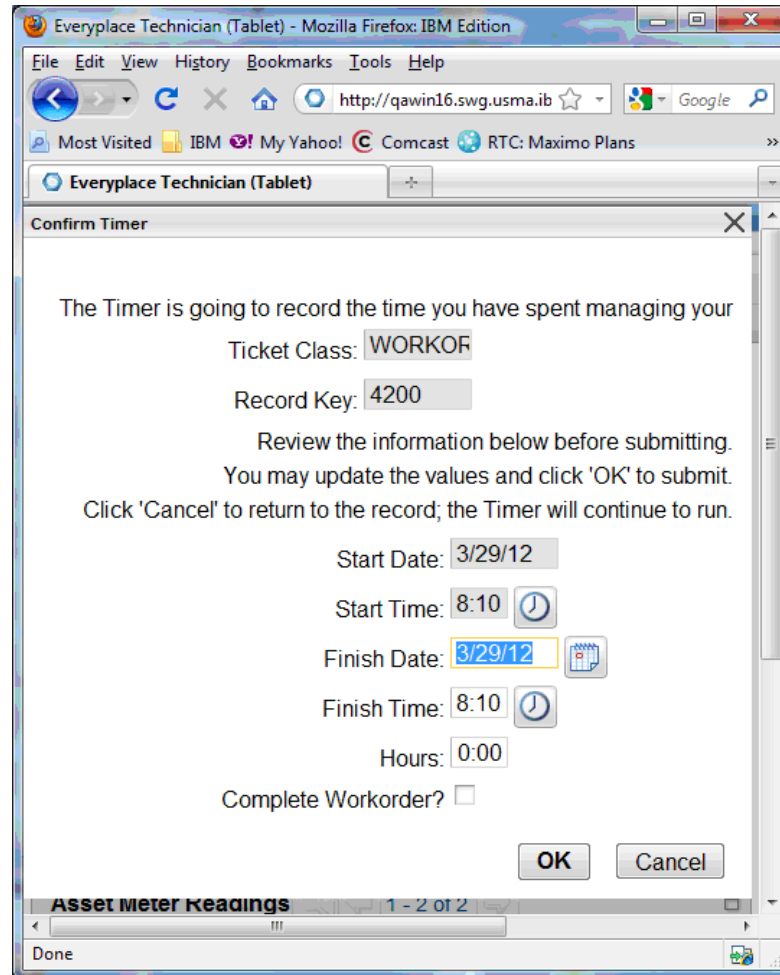 Everyplace Technician (Tablet) - Mozilla Firefox: IBM Edition
File Edit View History Bookmarks Tools Help
http://qawin16.swg.usma.ib Google
Most Visited IBM My Yahoo! Comcast RTC: Maximo Plans »
Everyplace Technician (Tablet)
Confirm Timer
The Timer is going to record the time you have spent managing your
Ticket Class: WORKOR
Record Key: 4200
Review the information below before submitting.
You may update the values and click 'OK' to submit.
Click 'Cancel' to return to the record; the Timer will continue to run.
Start Date: 3/29/12
Start Time: 8:10
Finish Date: 3/29/12
Finish Time: 8:10
Hours: 0:00
Complete Workorder?
OK Cancel
Asset Meter Readings 1 - 2 of 2
Done